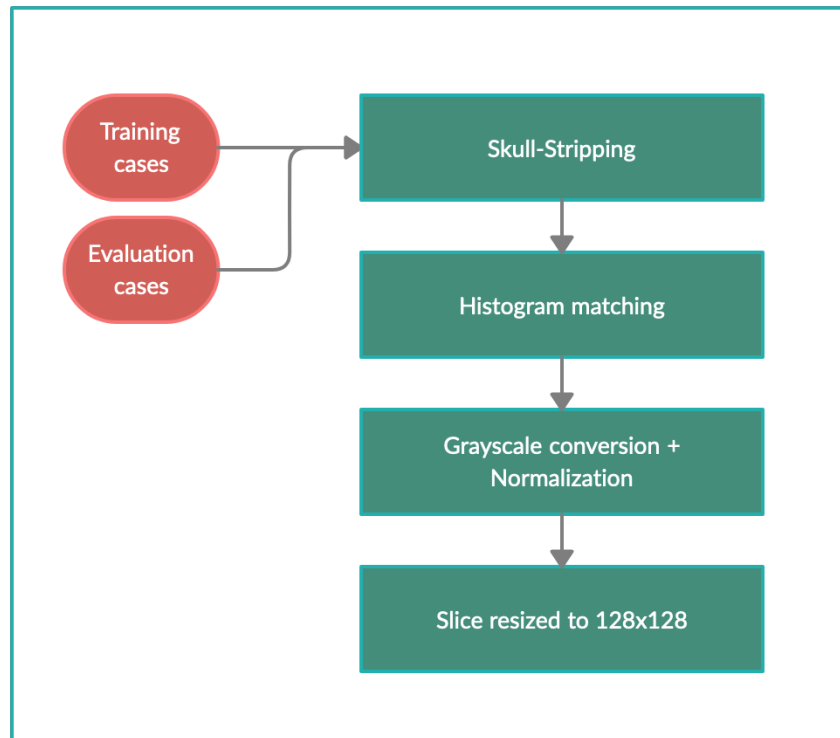 Training
cases
Skull-Stripping
Evaluation
cases
Histogram matching
Grayscale conversion +
Normalization
Slice resized to 128x128